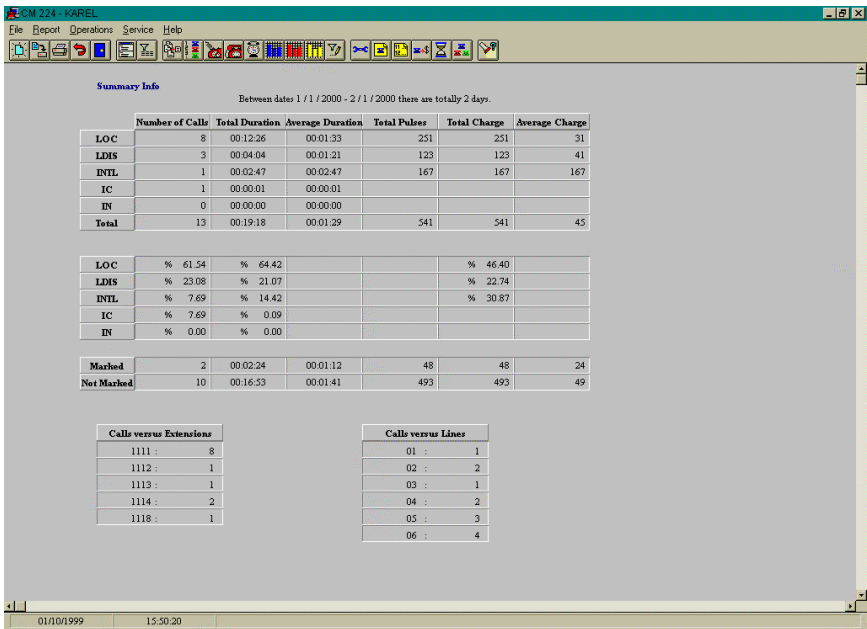 CM 224 - KAREL
File Report Operations Service Help
Summary Info
Between dates 1 / 1 / 2000 - 2 / 1 / 2000 there are totally 2 days.
Number of Calls Total Duration Average Duration Total Pulses Total Charge Average Charge
LOC 8 00:12:26 00:01:33 251 251 31
LDIS 3 00:04:04 00:01:21 123 123 41
INTL 1 00:02:47 00:02:47 167 167 167
IC 1 00:00:01 00:00:01
IN 0 00:00:00 00:00:00
Total 13 00:19:18 00:01:29 541 541 45
LOC % 61.54 % 64.42 % 46.40
LDIS % 23.08 % 21.07 % 22.74
INTL % 7.69 % 14.42 % 30.87
IC % 7.69 % 0.09
IN % 0.00 % 0.00
Marked 2 00:02:24 00:01:12 48 48 24
Not Marked 10 00:16:53 00:01:41 493 493 49
Calls versus Extensions Calls versus Lines
1111 : 8 01 : 1
1112 : 1 02 : 2
1113 : 1 03 : 1
1114 : 2 04 : 2
1118 : 1 05 : 3
06 : 4
01/10/1999 15:50:20